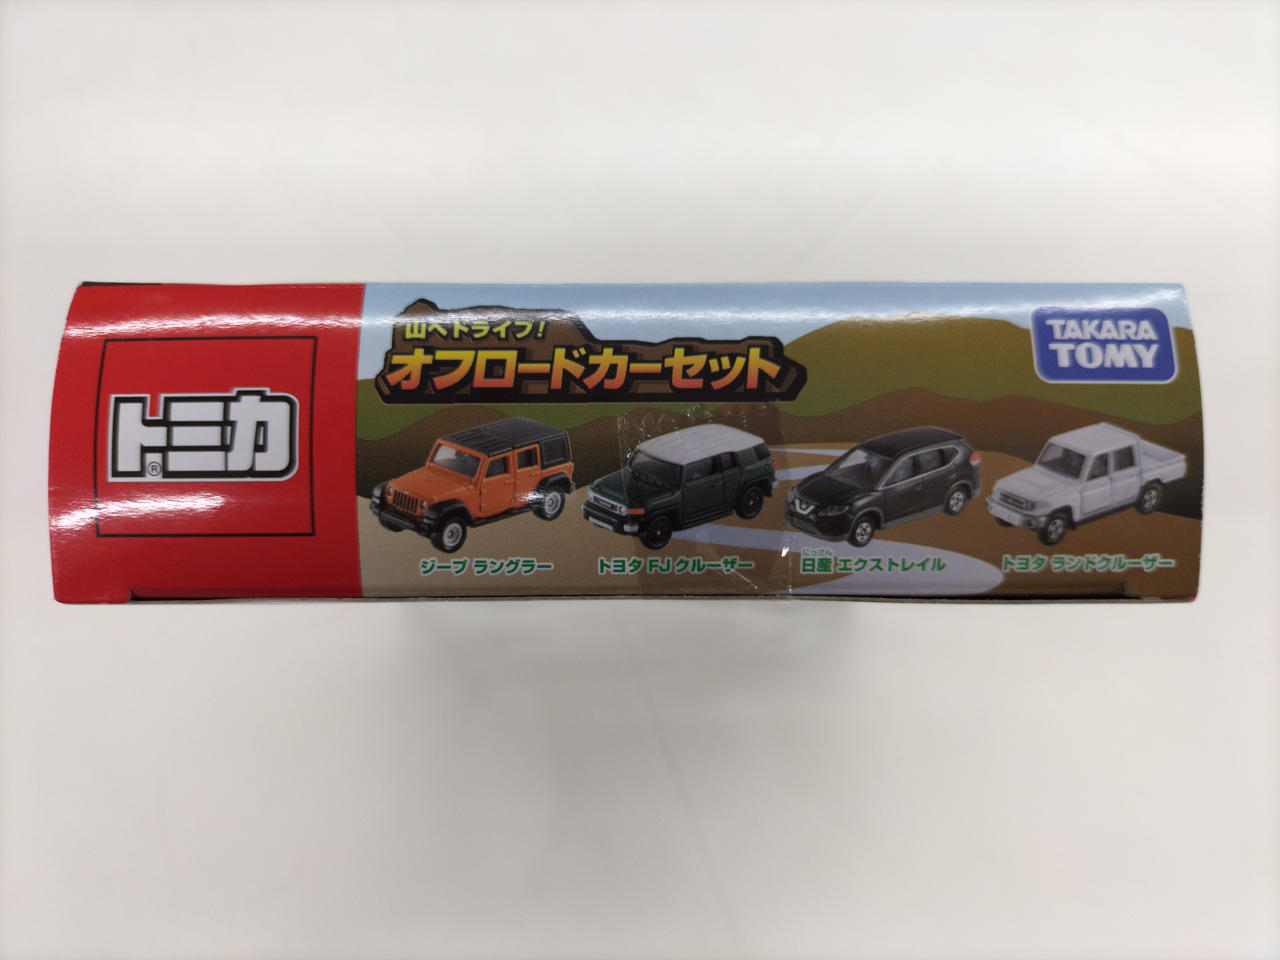 トミカ
®
山へドライブ!
オフロードカーセット
TAKARA
TOMY
ジープ ラングラー
トヨタ FJ クルーザー
にっさん
日産 エクストレイル
トヨタ ランドクルーザー